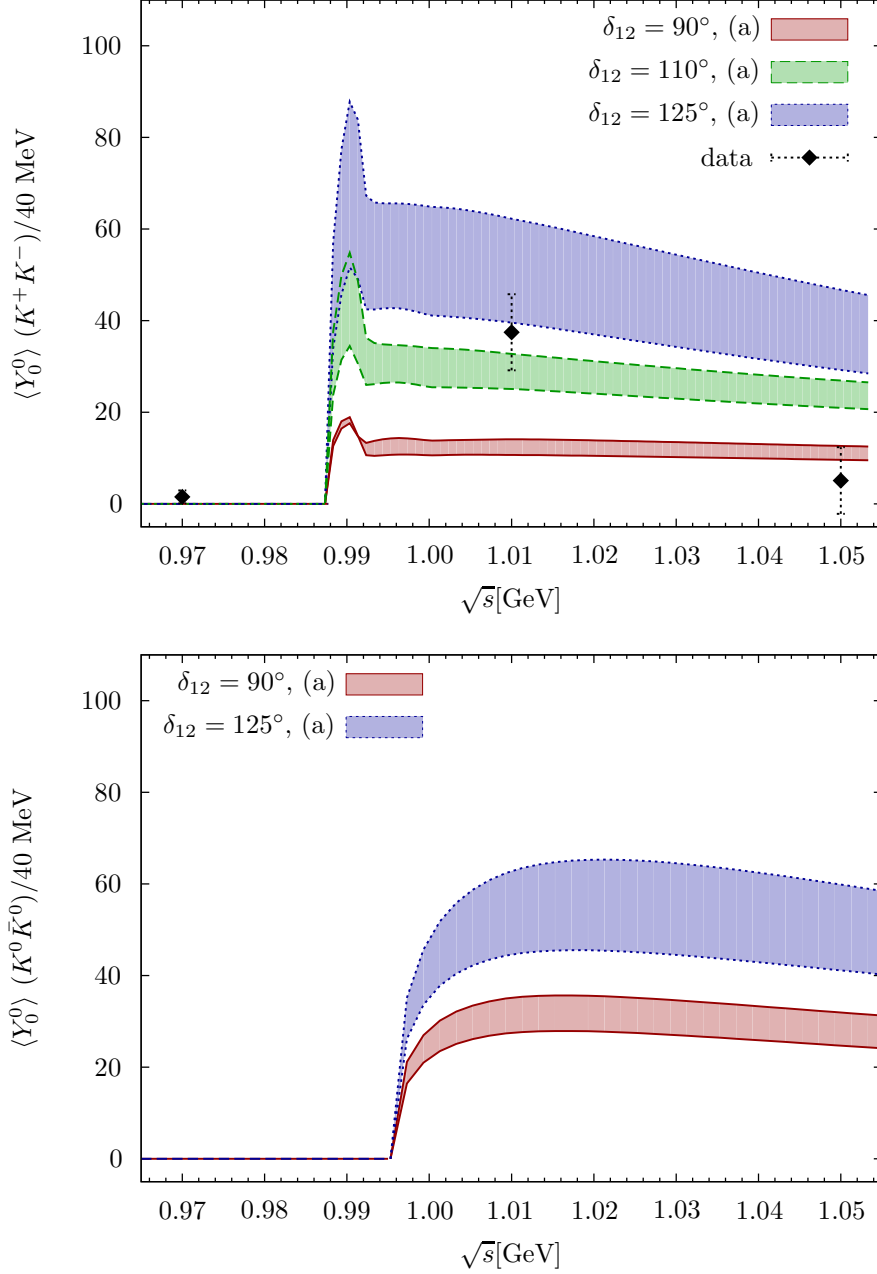 100
80
60
40
20
0
⟨Y₀⁰⟩ (K⁺K⁻)/40 MeV
δ₁₂ = 90°, (a)
δ₁₂ = 110°, (a)
δ₁₂ = 125°, (a)
data
0.97 0.98 0.99 1.00 1.01 1.02 1.03 1.04 1.05
√s[GeV]
100
80
60
40
20
0
⟨Y₀⁰⟩ (K⁰K̄⁰)/40 MeV
δ₁₂ = 90°, (a)
δ₁₂ = 125°, (a)
0.97 0.98 0.99 1.00 1.01 1.02 1.03 1.04 1.05
√s[GeV]